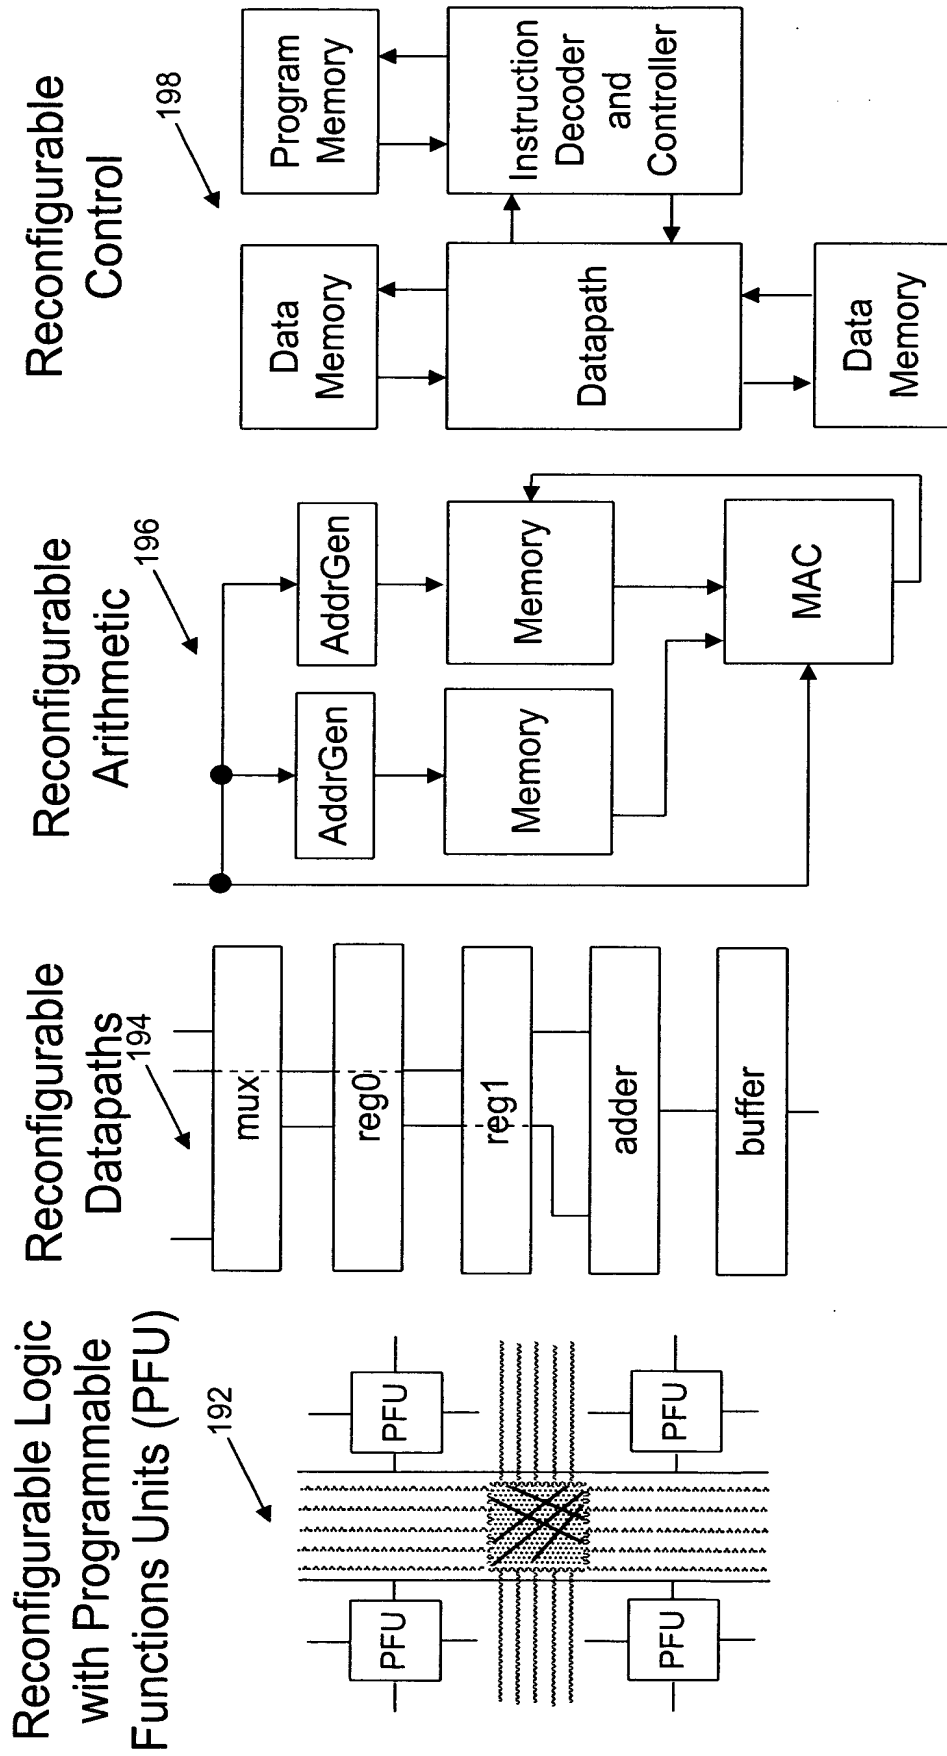 Reconfigurable Logic
with Programmable
Functions Units (PFU)
192
PFU
PFU
PFU
PFU
Reconfigurable
Datapaths
194
mux
reg0
reg1
adder
buffer
Reconfigurable
Arithmetic
196
AddrGen
AddrGen
Memory
Memory
MAC
Reconfigurable
Control
198
Data
Memory
Program
Memory
Datapath
Instruction
Decoder
and
Controller
Data
Memory